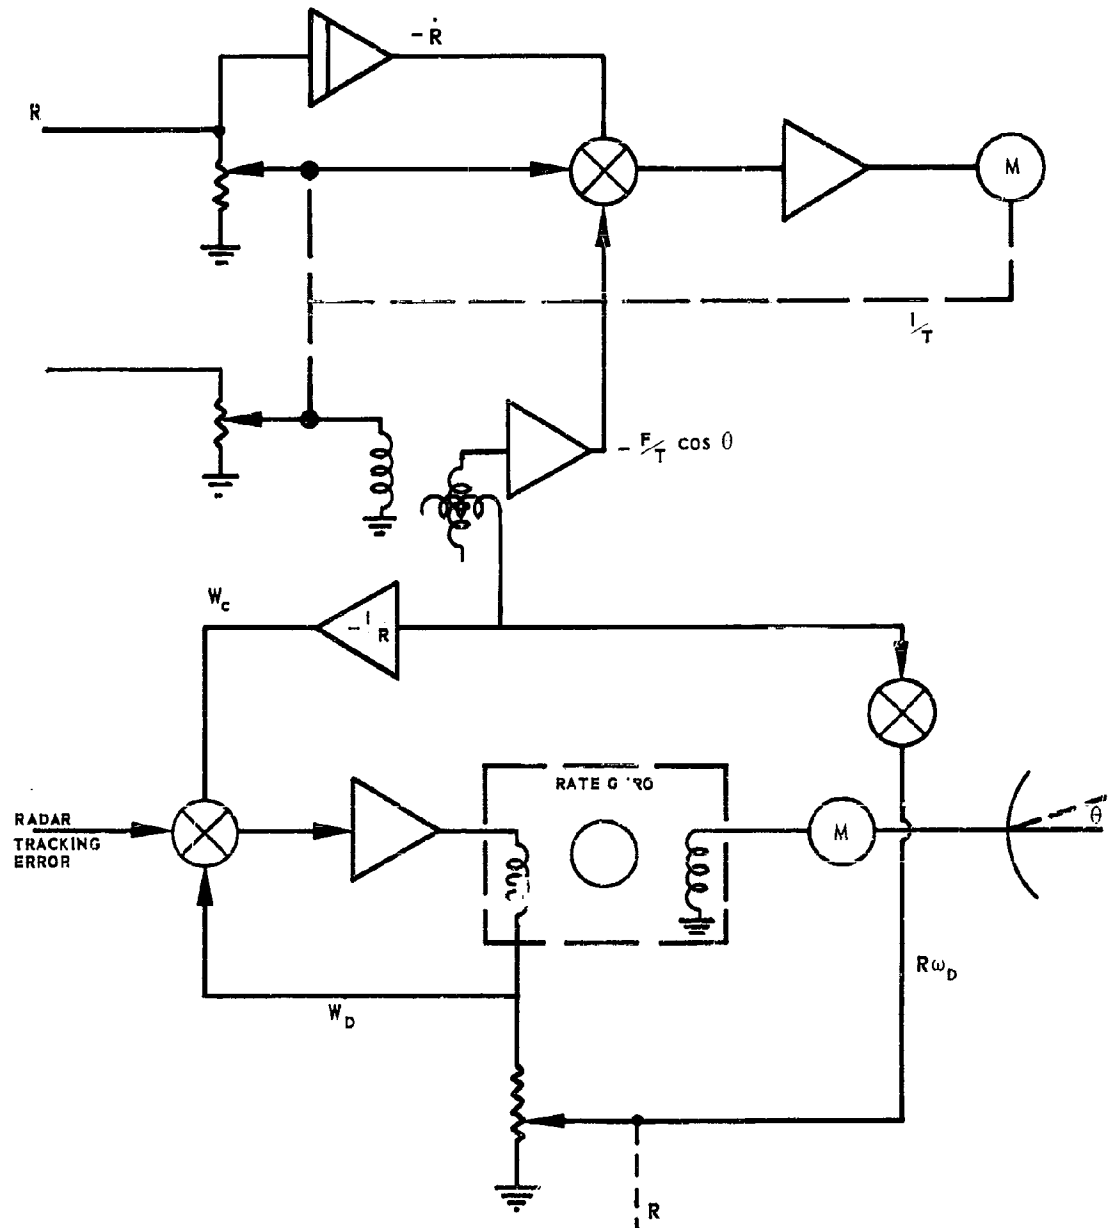 -Ṙ
R
M
1/T
- F/T cos θ
W_c
- 1/R
RATE G RO
RADAR
TRACKING
ERROR
M
θ
Rω_D
W_D
R